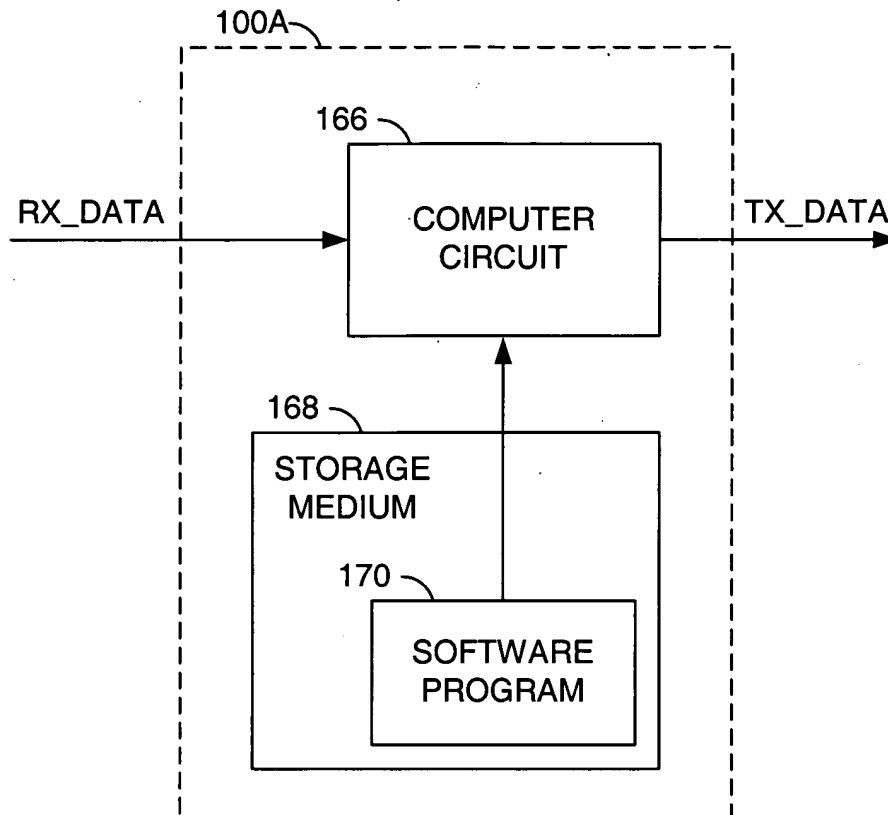 100A
166
COMPUTER
CIRCUIT
RX_DATA
TX_DATA
168
STORAGE
MEDIUM
170
SOFTWARE
PROGRAM